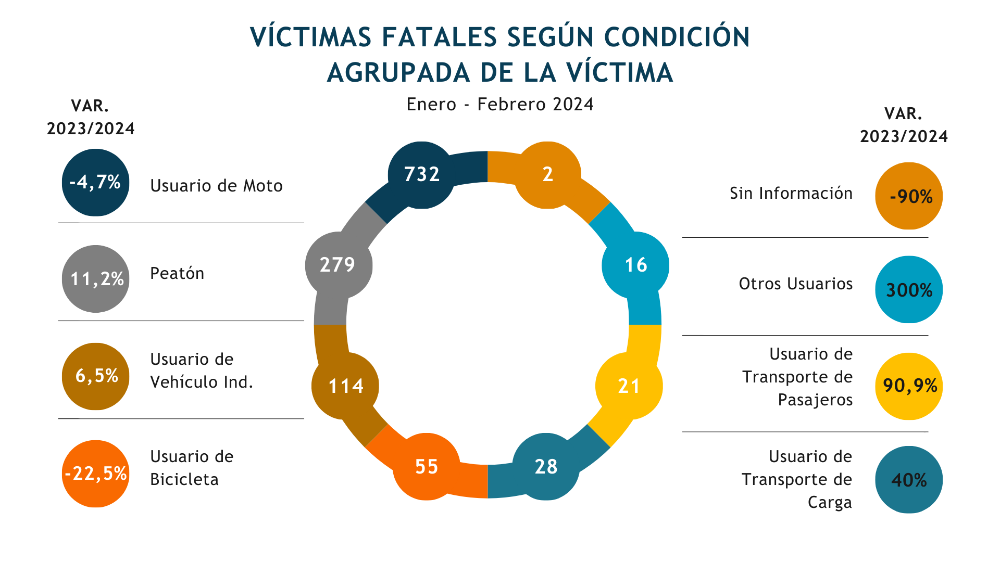 VÍCTIMAS FATALES SEGÚN CONDICIÓN
AGRUPADA DE LA VÍCTIMA
Enero - Febrero 2024
VAR.
2023/2024
-4,7%
Usuario de Moto
11,2%
Peatón
6,5%
Usuario de
Vehículo Ind.
-22,5%
Usuario de
Bicicleta
732
279
114
55
2
16
21
28
VAR.
2023/2024
Sin Información
-90%
Otros Usuarios
300%
Usuario de
Transporte de
Pasajeros
90,9%
Usuario de
Transporte de
Carga
40%